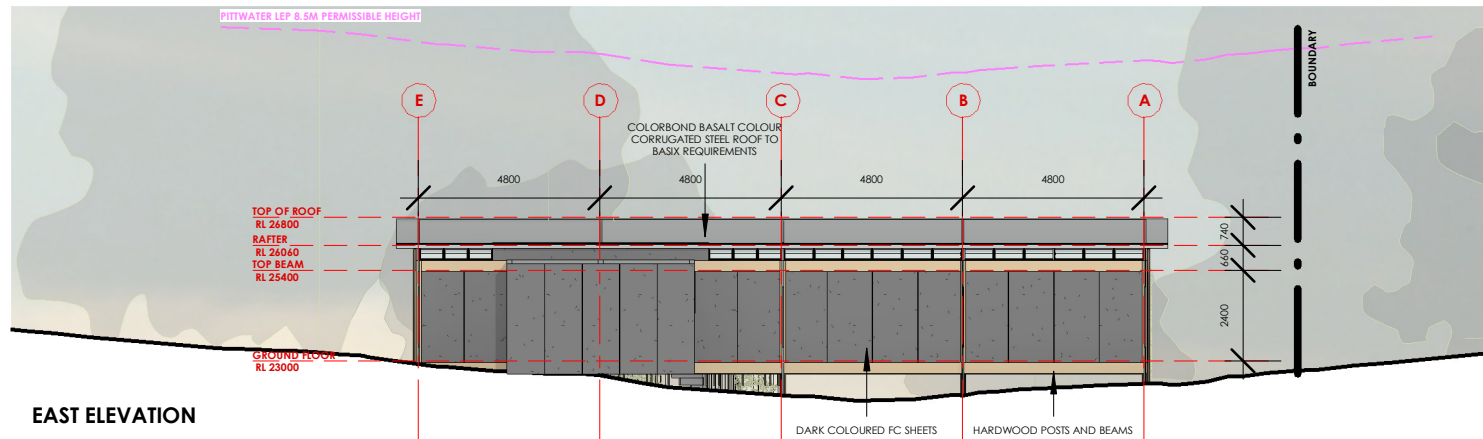 PITTWATER LEP 8.5M PERMISSIBLE HEIGHT
BOUNDARY
E
D
C
B
A
COLORBOND BASALT COLOUR
CORRUGATED STEEL ROOF TO
BASIX REQUIREMENTS
4800
4800
4800
4800
TOP OF ROOF
RL 26800
RAFTER
RL 26060
TOP BEAM
RL 25400
740
660
2400
GROUND FLOOR
RL 23000
EAST ELEVATION
DARK COLOURED FC SHEETS
HARDWOOD POSTS AND BEAMS